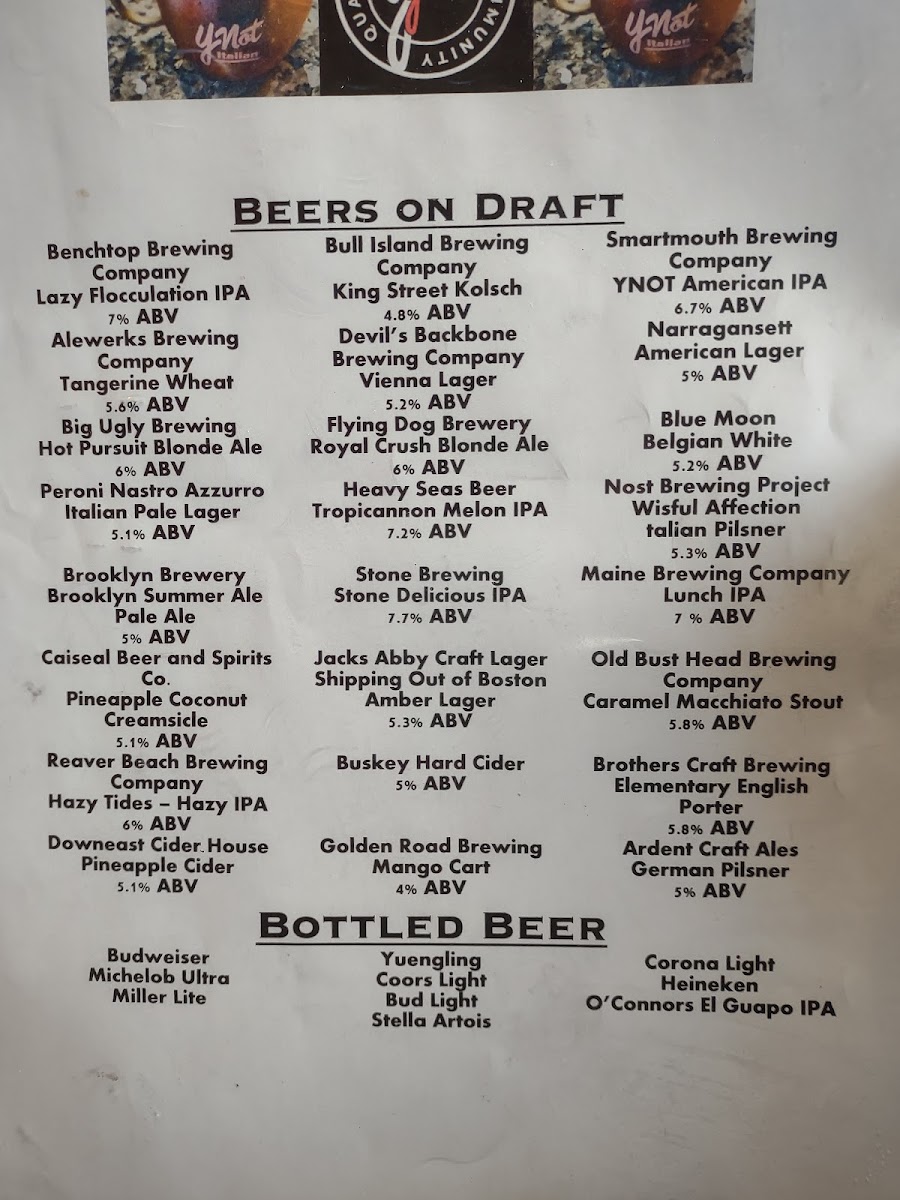 YNot
Italian
QUA
MUNITY
YNot
Italian
BEERS ON DRAFT
Benchtop Brewing
Company
Lazy Flocculation IPA
7% ABV
Alewerks Brewing
Company
Tangerine Wheat
5.6% ABV
Big Ugly Brewing
Hot Pursuit Blonde Ale
6% ABV
Peroni Nastro Azzurro
Italian Pale Lager
5.1% ABV
Brooklyn Brewery
Brooklyn Summer Ale
Pale Ale
5% ABV
Caiseal Beer and Spirits
Co.
Pineapple Coconut
Creamsicle
5.1% ABV
Reaver Beach Brewing
Company
Hazy Tides – Hazy IPA
6% ABV
Downeast Cider House
Pineapple Cider
5.1% ABV
Bull Island Brewing
Company
King Street Kolsch
4.8% ABV
Devil's Backbone
Brewing Company
Vienna Lager
5.2% ABV
Flying Dog Brewery
Royal Crush Blonde Ale
6% ABV
Heavy Seas Beer
Tropicannon Melon IPA
7.2% ABV
Stone Brewing
Stone Delicious IPA
7.7% ABV
Jacks Abby Craft Lager
Shipping Out of Boston
Amber Lager
5.3% ABV
Buskey Hard Cider
5% ABV
Golden Road Brewing
Mango Cart
4% ABV
Smartmouth Brewing
Company
YNOT American IPA
6.7% ABV
Narragansett
American Lager
5% ABV
Blue Moon
Belgian White
5.2% ABV
Nost Brewing Project
Wisful Affection
talian Pilsner
5.3% ABV
Maine Brewing Company
Lunch IPA
7 % ABV
Old Bust Head Brewing
Company
Caramel Macchiato Stout
5.8% ABV
Brothers Craft Brewing
Elementary English
Porter
5.8% ABV
Ardent Craft Ales
German Pilsner
5% ABV
BOTTLED BEER
Budweiser
Michelob Ultra
Miller Lite
Yuengling
Coors Light
Bud Light
Stella Artois
Corona Light
Heineken
O'Connors El Guapo IPA